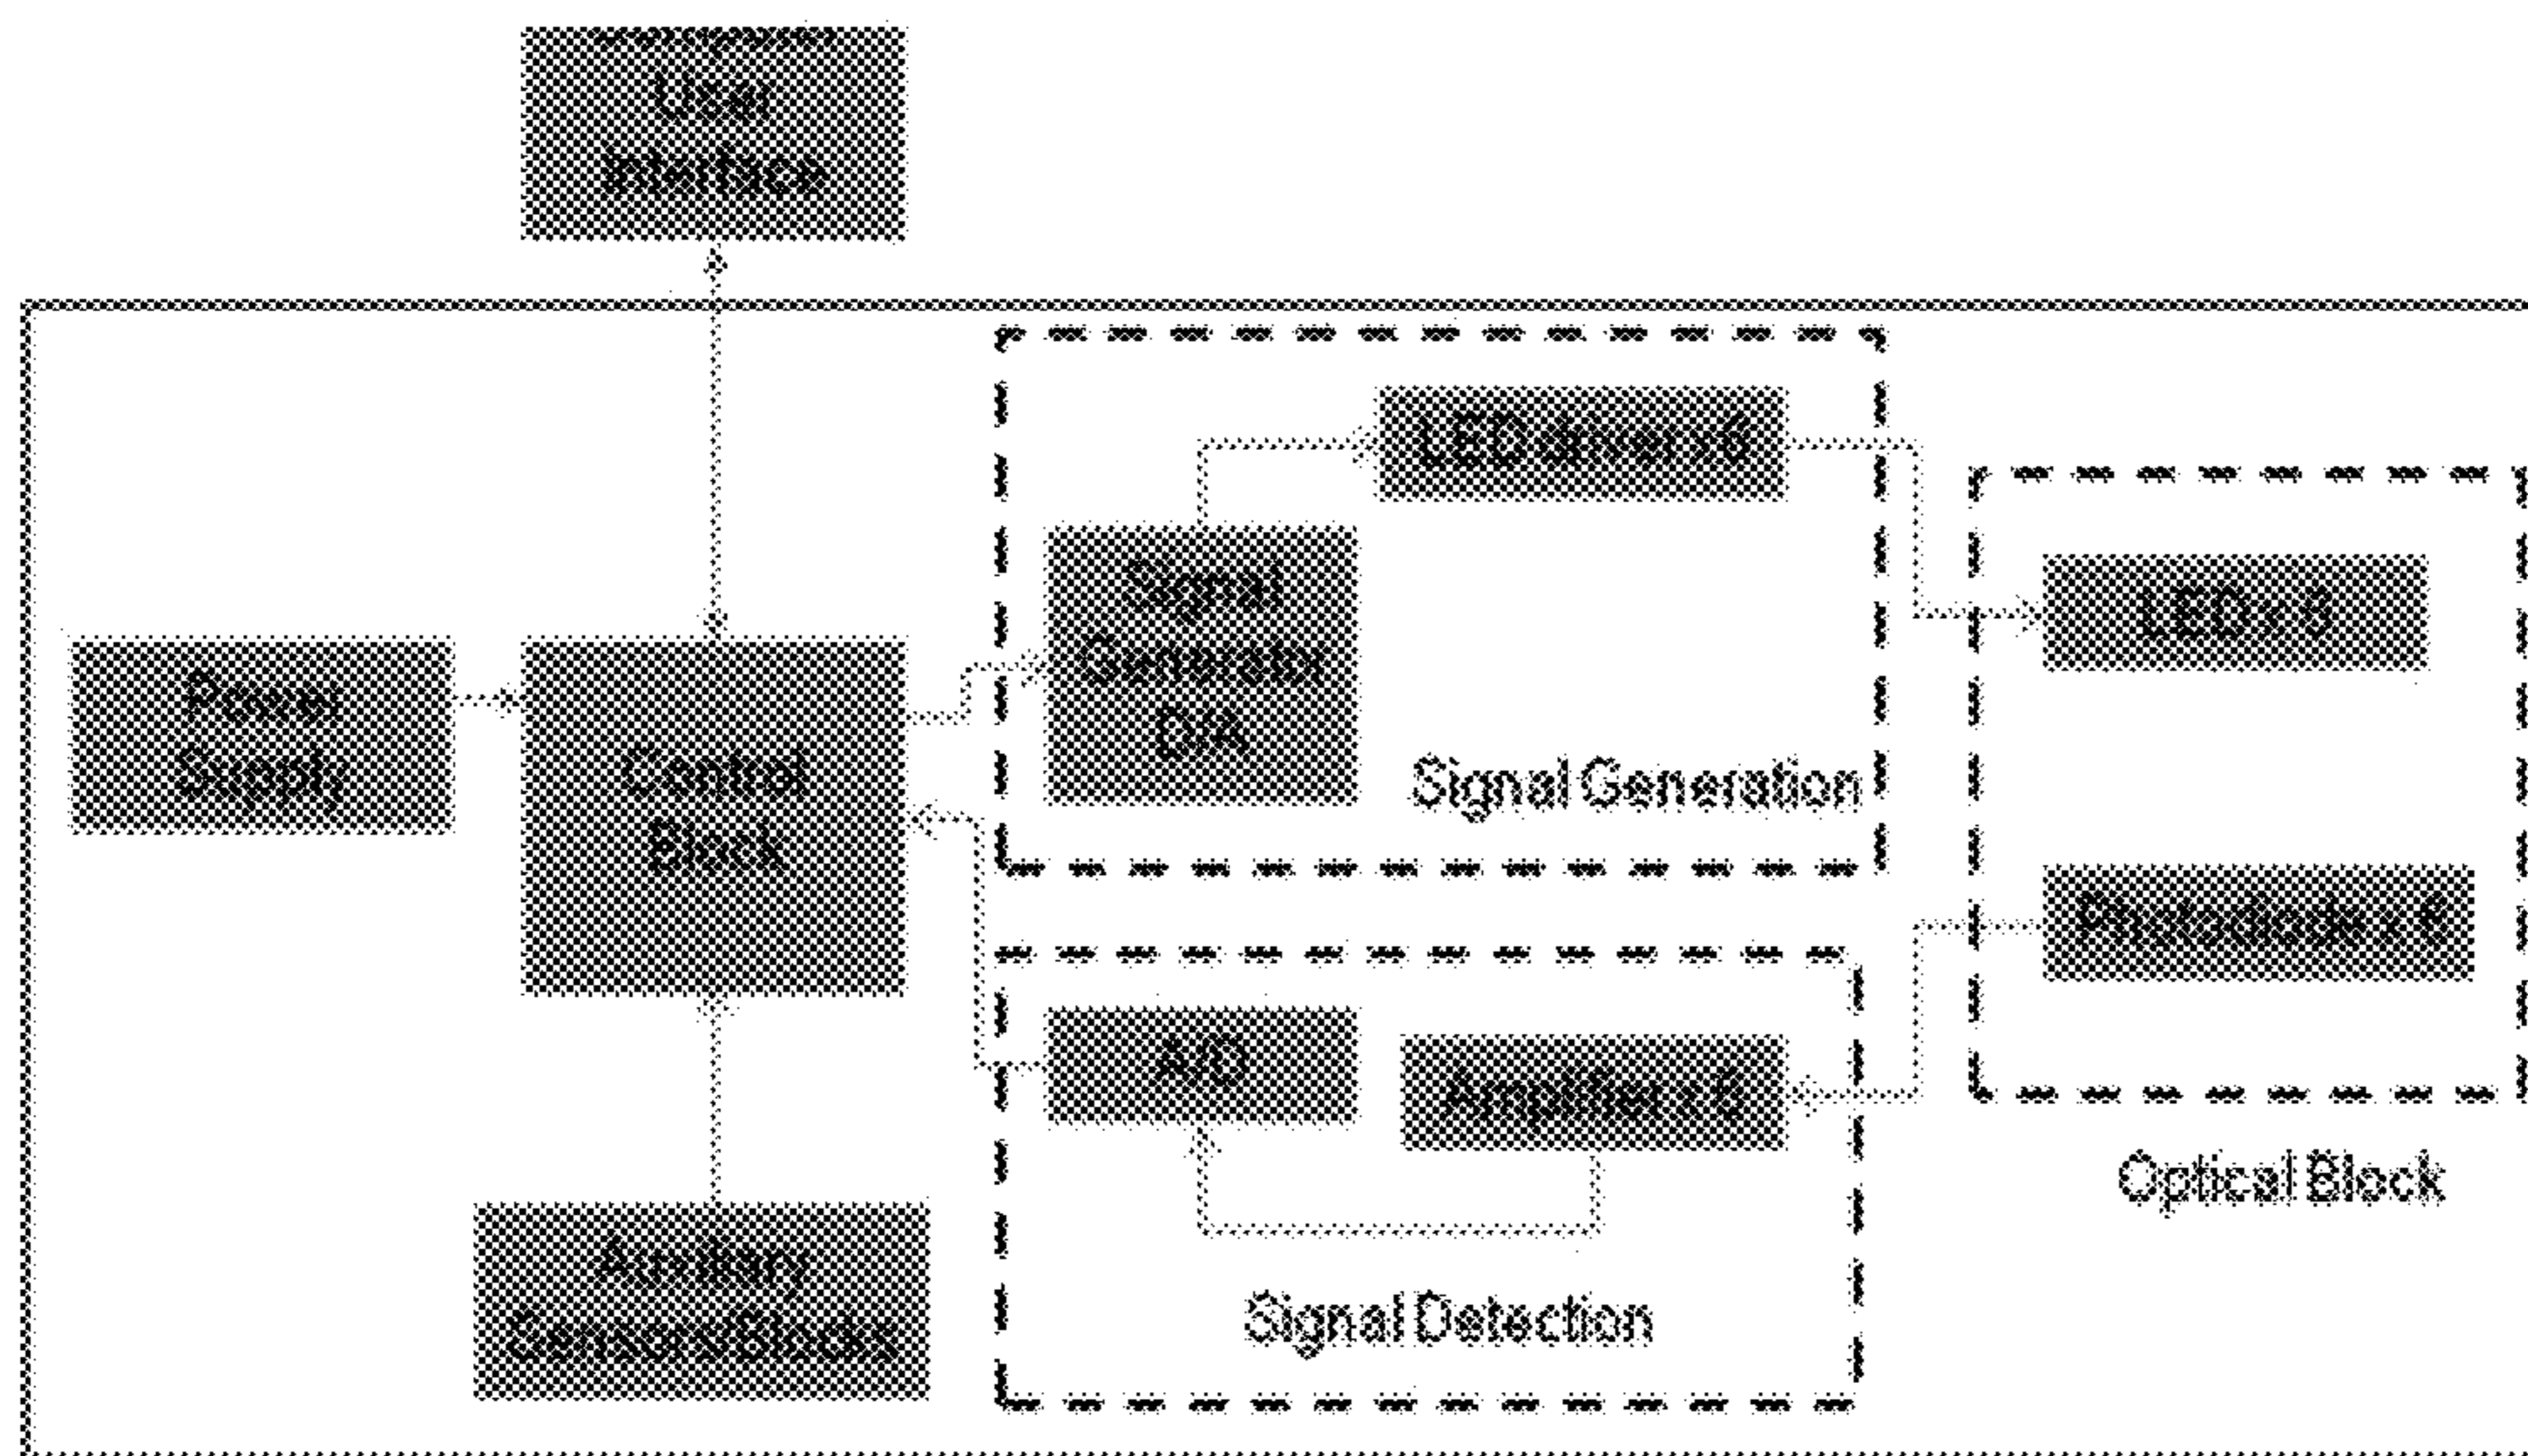 User
Interface
LED driver x 6
Signal
Generator
D/A
LED x 6
Power
Supply
Control
Block
Signal Generation
Photodiode x 6
A/D
Amplifier x 6
Optical Block
Auxiliary
Sensors/Blocks
Signal Detection